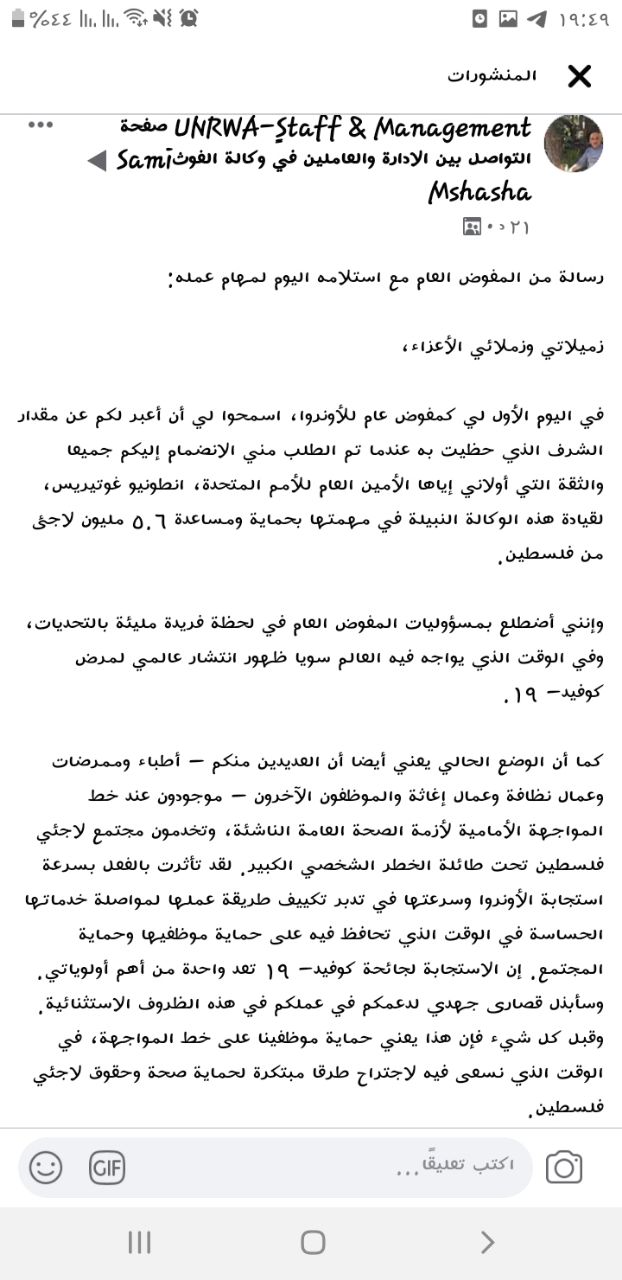 ١٩:٤٩
%٤٤
المنشورات
UNRWA-Staff & Management صفحة
التواصل بين الادارة والعاملين في وكالة الغوث Sami
Mshasha
٢١ د
رسالة من المفوض العام مع استلامه اليوم لمهام عمله:
زميلاتي وزملائي الأعزاء،
في اليوم الأول لي كمفوض عام للأونروا، اسمحوا لي أن أعبر لكم عن مقدار
الشرف الذي حظيت به عندما تم الطلب مني الانضمام إليكم جميعا
والثقة التي أولاني إياها الأمين العام للأمم المتحدة، انطونيو غوتيريس،
لقيادة هذه الوكالة النبيلة في مهمتها بحماية ومساعدة ٥.٦ مليون لاجئ
من فلسطين.
وإنني أضطلع بمسؤوليات المفوض العام في لحظة فريدة مليئة بالتحديات،
وفي الوقت الذي يواجه فيه العالم سويا ظهور انتشار عالمي لمرض
كوفيد– ١٩.
كما أن الوضع الحالي يعني أيضا أن العديدين منكم – أطباء وممرضات
وعمال نظافة وعمال إغاثة والموظفون الآخرون – موجودون عند خط
المواجهة الأمامية لأزمة الصحة العامة الناشئة، وتخدمون مجتمع لاجئي
فلسطين تحت طائلة الخطر الشخصي الكبير. لقد تأثرت بالفعل بسرعة
استجابة الأونروا وسرعتها في تدبر تكييف طريقة عملها لمواصلة خدماتها
الحساسة في الوقت الذي تحافظ فيه على حماية موظفيها وحماية
المجتمع. إن الاستجابة لجائحة كوفيد– ١٩ تعد واحدة من أهم أولوياتي.
وسأبذل قصارى جهدي لدعمكم في عملكم في هذه الظروف الاستثنائية.
وقبل كل شيء فإن هذا يعني حماية موظفينا على خط المواجهة، في
الوقت الذي نسعى فيه لاجتراح طرقا مبتكرة لحماية صحة وحقوق لاجئي
فلسطين.
اكتب تعليقًا...
GIF